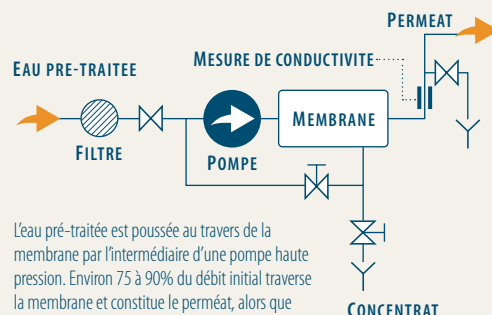 PERMEAT
EAU PRE-TRAITEE
MESURE DE CONDUCTIVITE
MEMBRANE
FILTRE
POMPE
L'eau pré-traitée est poussée au travers de la
membrane par l'intermédiaire d'une pompe haute
pression. Environ 75 à 90% du débit initial traverse
la membrane et constitue le perméat, alors que
CONCENTRAT